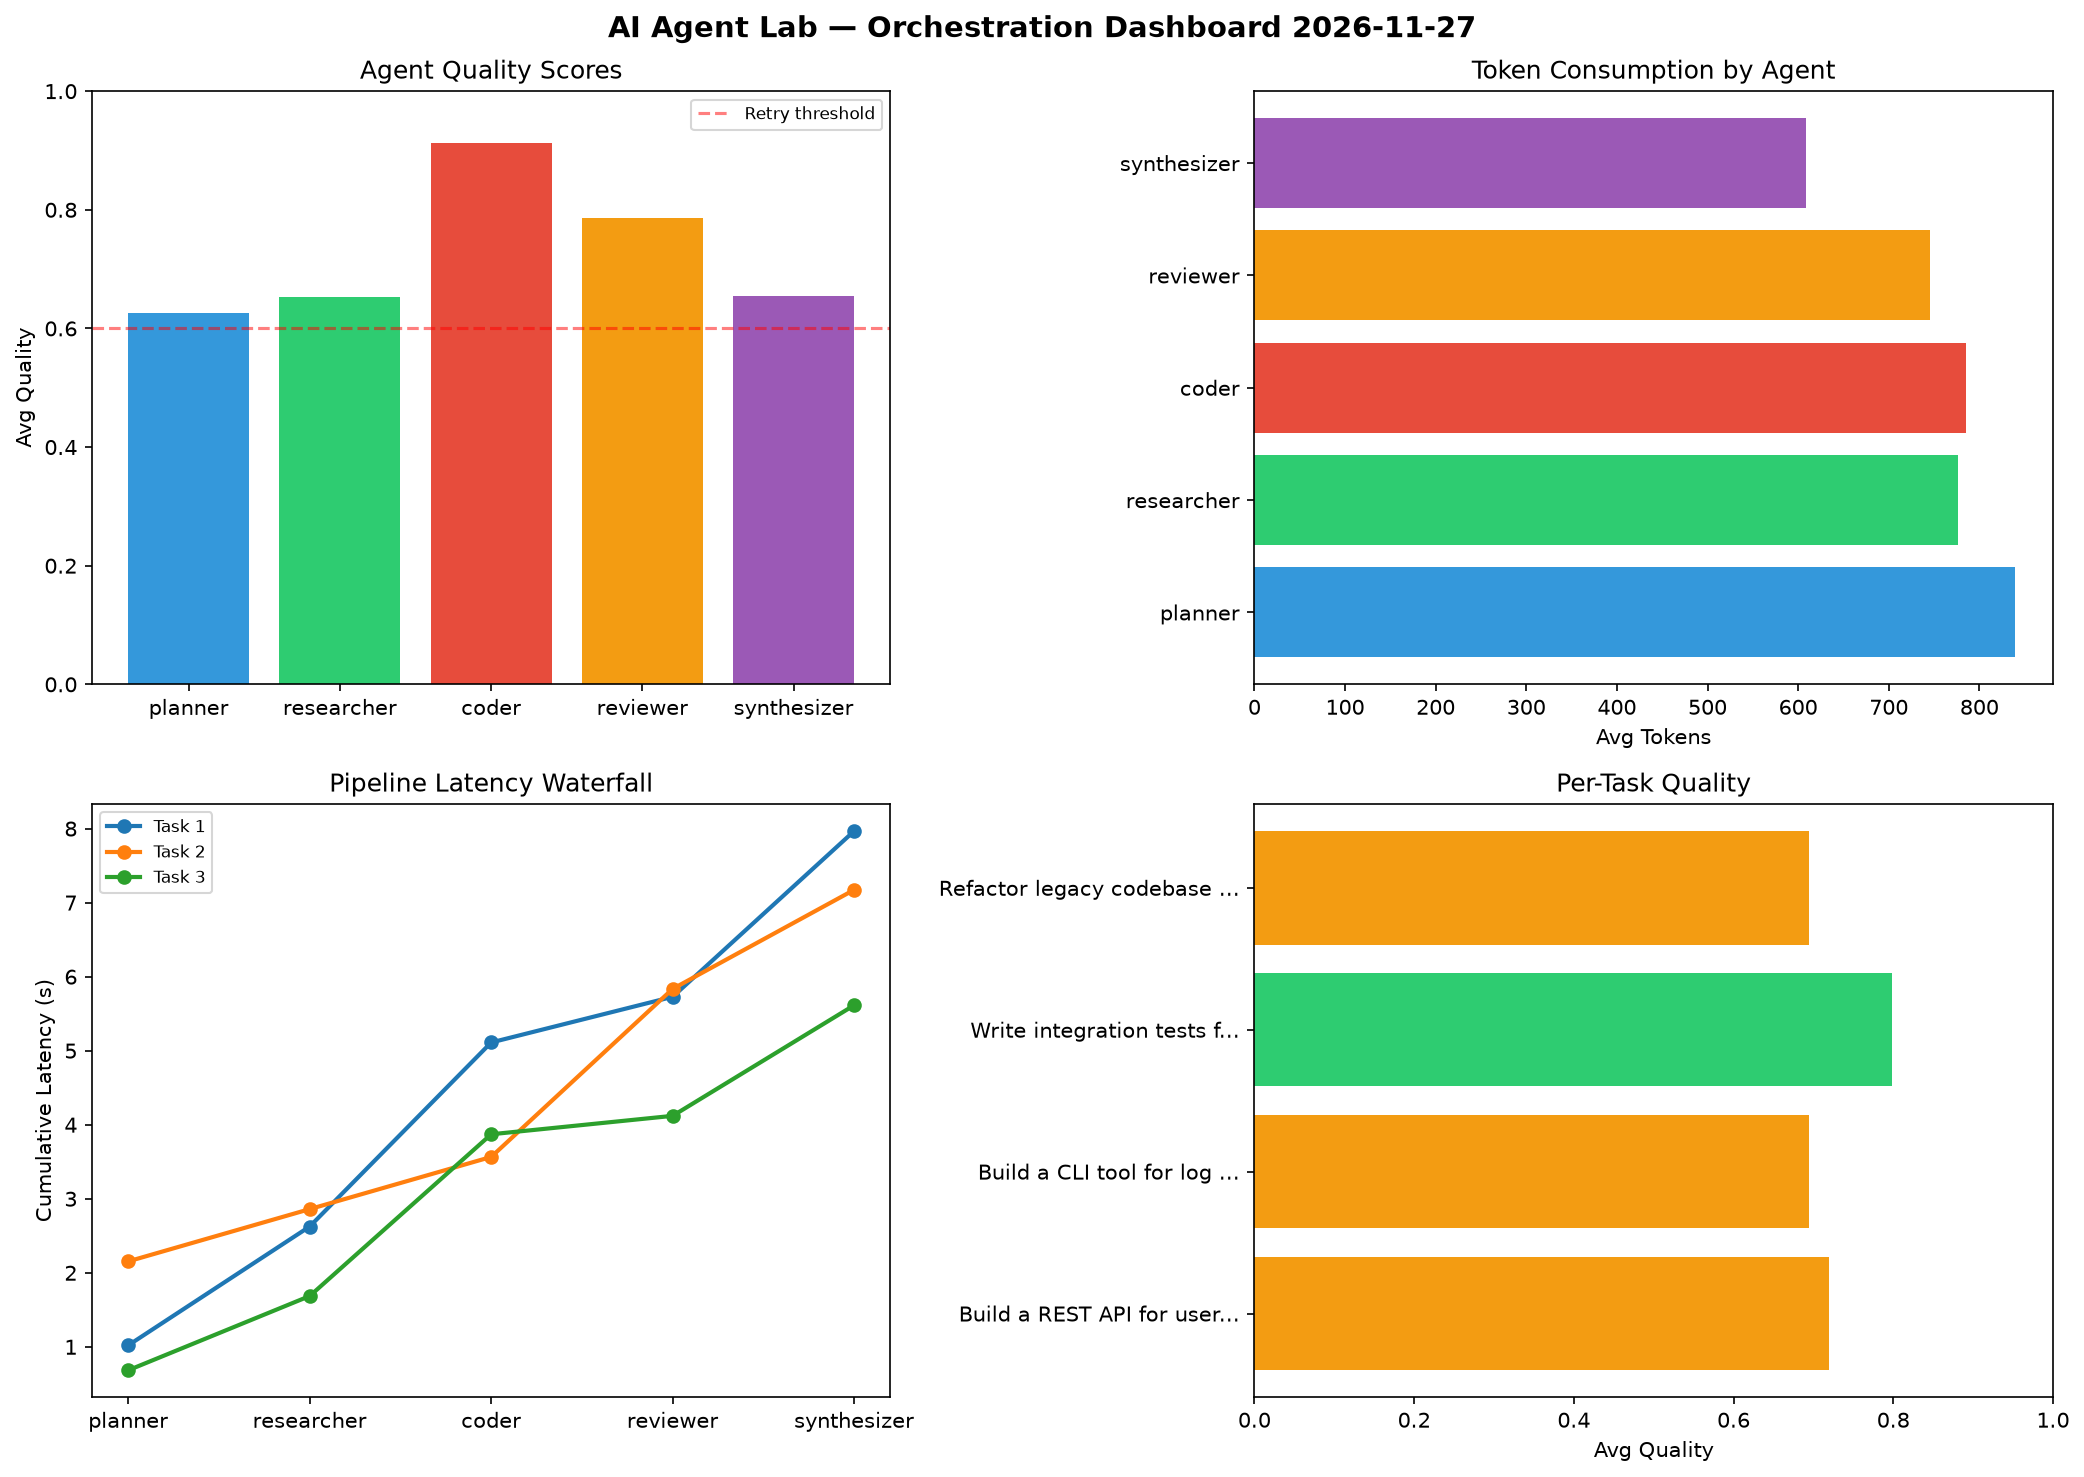 AI Agent Lab — Orchestration Dashboard 2026-11-27
Agent Quality Scores
Retry threshold
Avg Quality
1.0
0.8
0.6
0.4
0.2
0.0
planner researcher coder reviewer synthesizer
Token Consumption by Agent
synthesizer
reviewer
coder
researcher
planner
0 100 200 300 400 500 600 700 800
Avg Tokens
Pipeline Latency Waterfall
Task 1
Task 2
Task 3
Cumulative Latency (s)
8
7
6
5
4
3
2
1
planner researcher coder reviewer synthesizer
Per-Task Quality
Refactor legacy codebase ...
Write integration tests f...
Build a CLI tool for log ...
Build a REST API for user...
0.0 0.2 0.4 0.6 0.8 1.0
Avg Quality